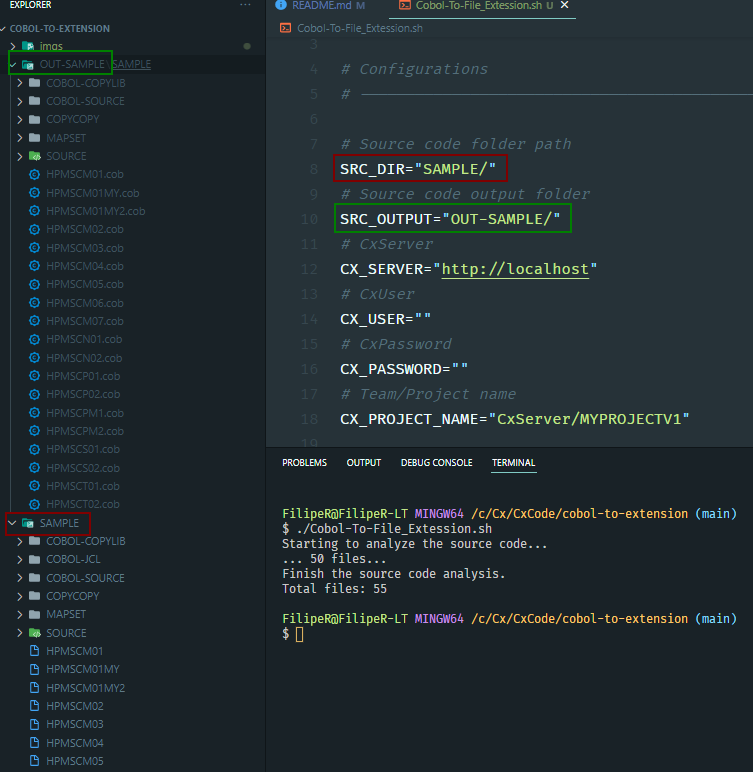 EXPLORER
...
COBOL-TO-EXTENSION
imgs
OUT-SAMPLE \ SAMPLE
COBOL-COPYLIB
COBOL-SOURCE
COPYCOPY
MAPSET
SOURCE
HPMSCM01.cob
HPMSCM01MY.cob
HPMSCM01MY2.cob
HPMSCM02.cob
HPMSCM03.cob
HPMSCM04.cob
HPMSCM05.cob
HPMSCM06.cob
HPMSCM07.cob
HPMSCN01.cob
HPMSCN02.cob
HPMSCP01.cob
HPMSCP02.cob
HPMSCPM1.cob
HPMSCPM2.cob
HPMSCS01.cob
HPMSCS02.cob
HPMSCT01.cob
HPMSCT02.cob
SAMPLE
COBOL-COPYLIB
COBOL-JCL
COBOL-SOURCE
COPYCOPY
MAPSET
SOURCE
HPMSCM01
HPMSCM01MY
HPMSCM01MY2
HPMSCM02
HPMSCM03
HPMSCM04
HPMSCM05
README.md M
Cobol-To-File_Extession.sh U
Cobol-To-File_Extession.sh
3
4 # Configurations
5 #
6
7 # Source code folder path
8 SRC_DIR="SAMPLE/"
9 # Source code output folder
10 SRC_OUTPUT="OUT-SAMPLE/"
11 # CxServer
12 CX_SERVER="http://localhost"
13 # CxUser
14 CX_USER=""
15 # CxPassword
16 CX_PASSWORD=""
17 # Team/Project name
18 CX_PROJECT_NAME="CxServer/MYPROJECTV1"
19
PROBLEMS OUTPUT DEBUG CONSOLE TERMINAL
FilipeR@FilipeR-LT MINGW64 /c/Cx/CxCode/cobol-to-extension (main)
$ ./Cobol-To-File_Extession.sh
Starting to analyze the source code...
... 50 files...
Finish the source code analysis.
Total files: 55
FilipeR@FilipeR-LT MINGW64 /c/Cx/CxCode/cobol-to-extension (main)
$